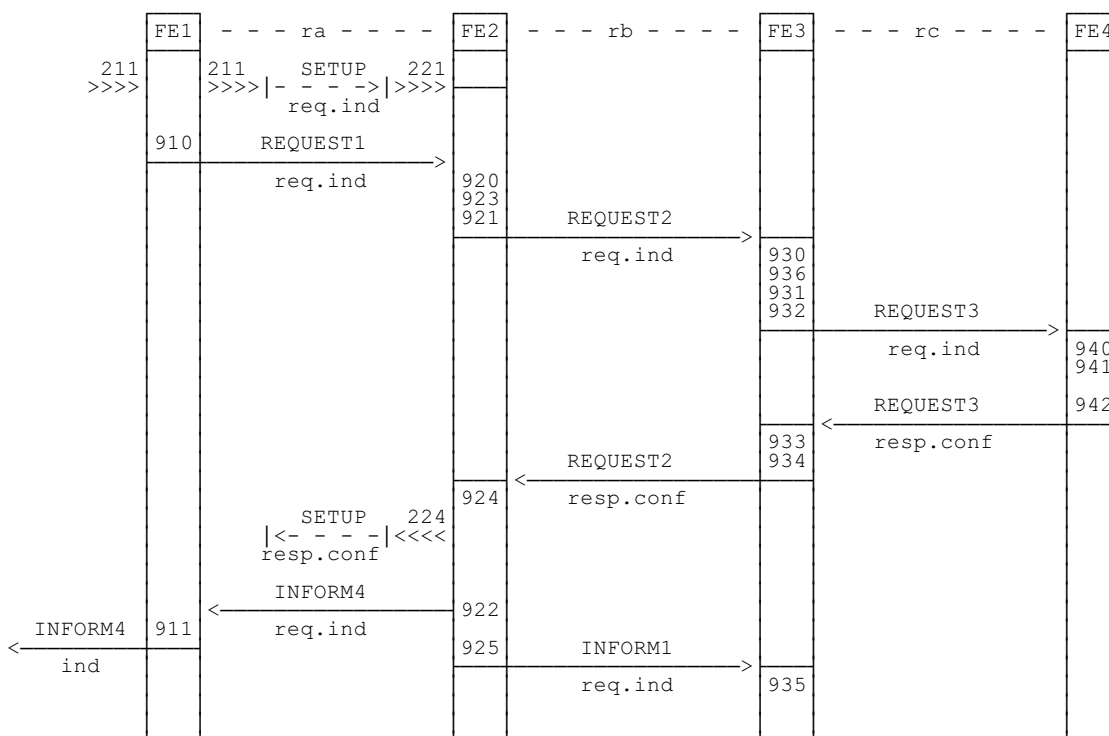 FE1 - - - ra - - - - FE2 - - - rb - - - - FE3 - - - rc - - - - FE4
211 211 SETUP 221
>>>> >>>>|- - - ->|>>>>
req.ind
910 REQUEST1
req.ind 920
923
921 REQUEST2
req.ind 930
936
931
932 REQUEST3
req.ind 940
941
REQUEST3 942
933 resp.conf
REQUEST2 934
924 resp.conf
SETUP 224
|<- - - -|<<<<
resp.conf
INFORM4 922
INFORM4 911 req.ind
ind 925 INFORM1
req.ind 935